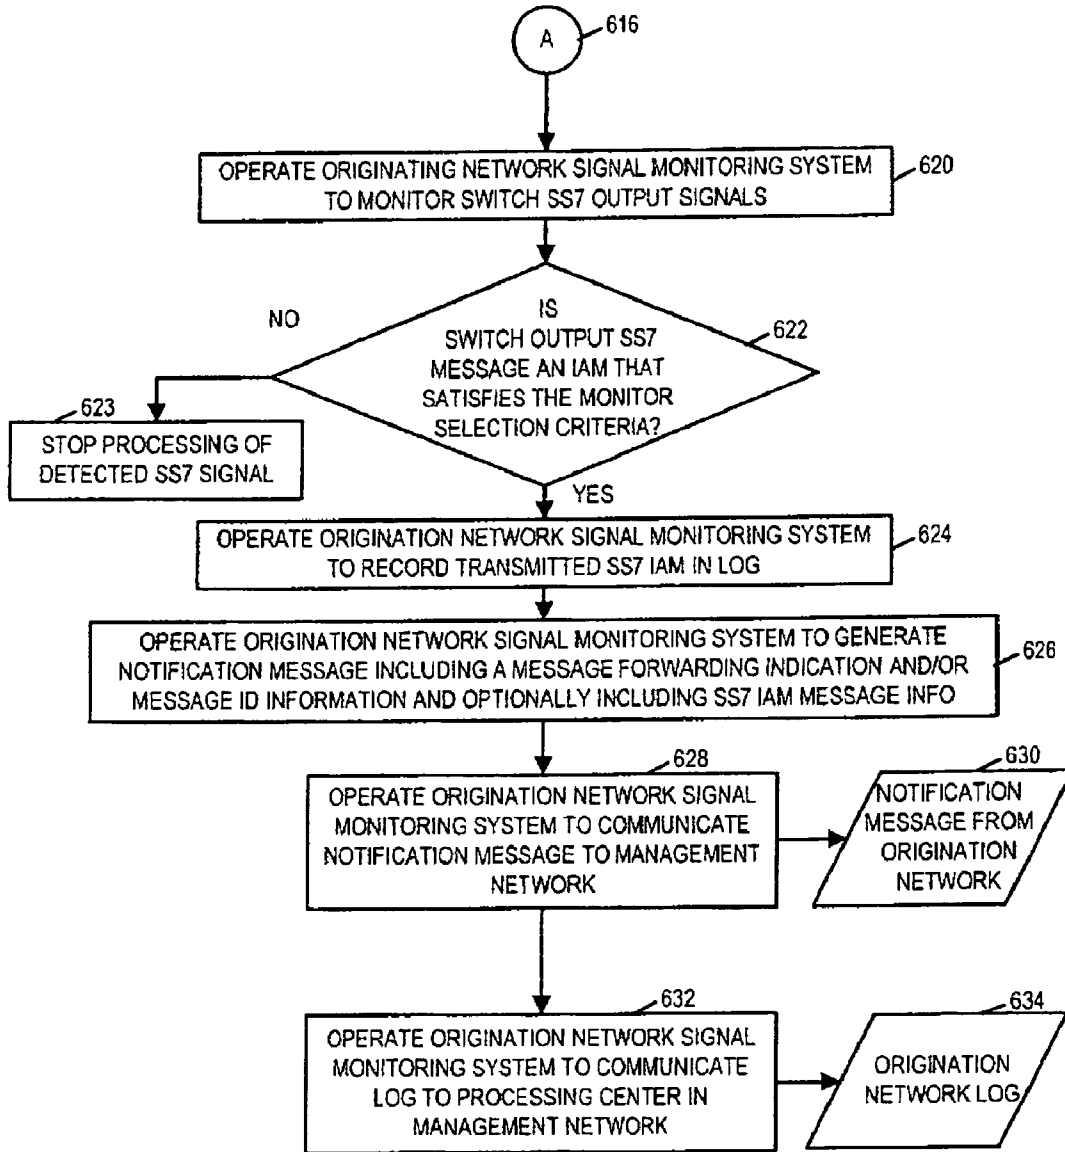 A
616
OPERATE ORIGINATING NETWORK SIGNAL MONITORING SYSTEM
TO MONITOR SWITCH SS7 OUTPUT SIGNALS
620
NO
IS
SWITCH OUTPUT SS7
MESSAGE AN IAM THAT
SATISFIES THE MONITOR
SELECTION CRITERIA?
622
623
STOP PROCESSING OF
DETECTED SS7 SIGNAL
YES
OPERATE ORIGINATION NETWORK SIGNAL MONITORING SYSTEM
TO RECORD TRANSMITTED SS7 IAM IN LOG
624
OPERATE ORIGINATION NETWORK SIGNAL MONITORING SYSTEM TO GENERATE
NOTIFICATION MESSAGE INCLUDING A MESSAGE FORWARDING INDICATION AND/OR
MESSAGE ID INFORMATION AND OPTIONALLY INCLUDING SS7 IAM MESSAGE INFO
626
628
OPERATE ORIGINATION NETWORK SIGNAL
MONITORING SYSTEM TO COMMUNICATE
NOTIFICATION MESSAGE TO MANAGEMENT
NETWORK
630
NOTIFICATION
MESSAGE FROM
ORIGINATION
NETWORK
632
OPERATE ORIGINATION NETWORK SIGNAL
MONITORING SYSTEM TO COMMUNICATE
LOG TO PROCESSING CENTER IN
MANAGEMENT NETWORK
634
ORIGINATION
NETWORK LOG